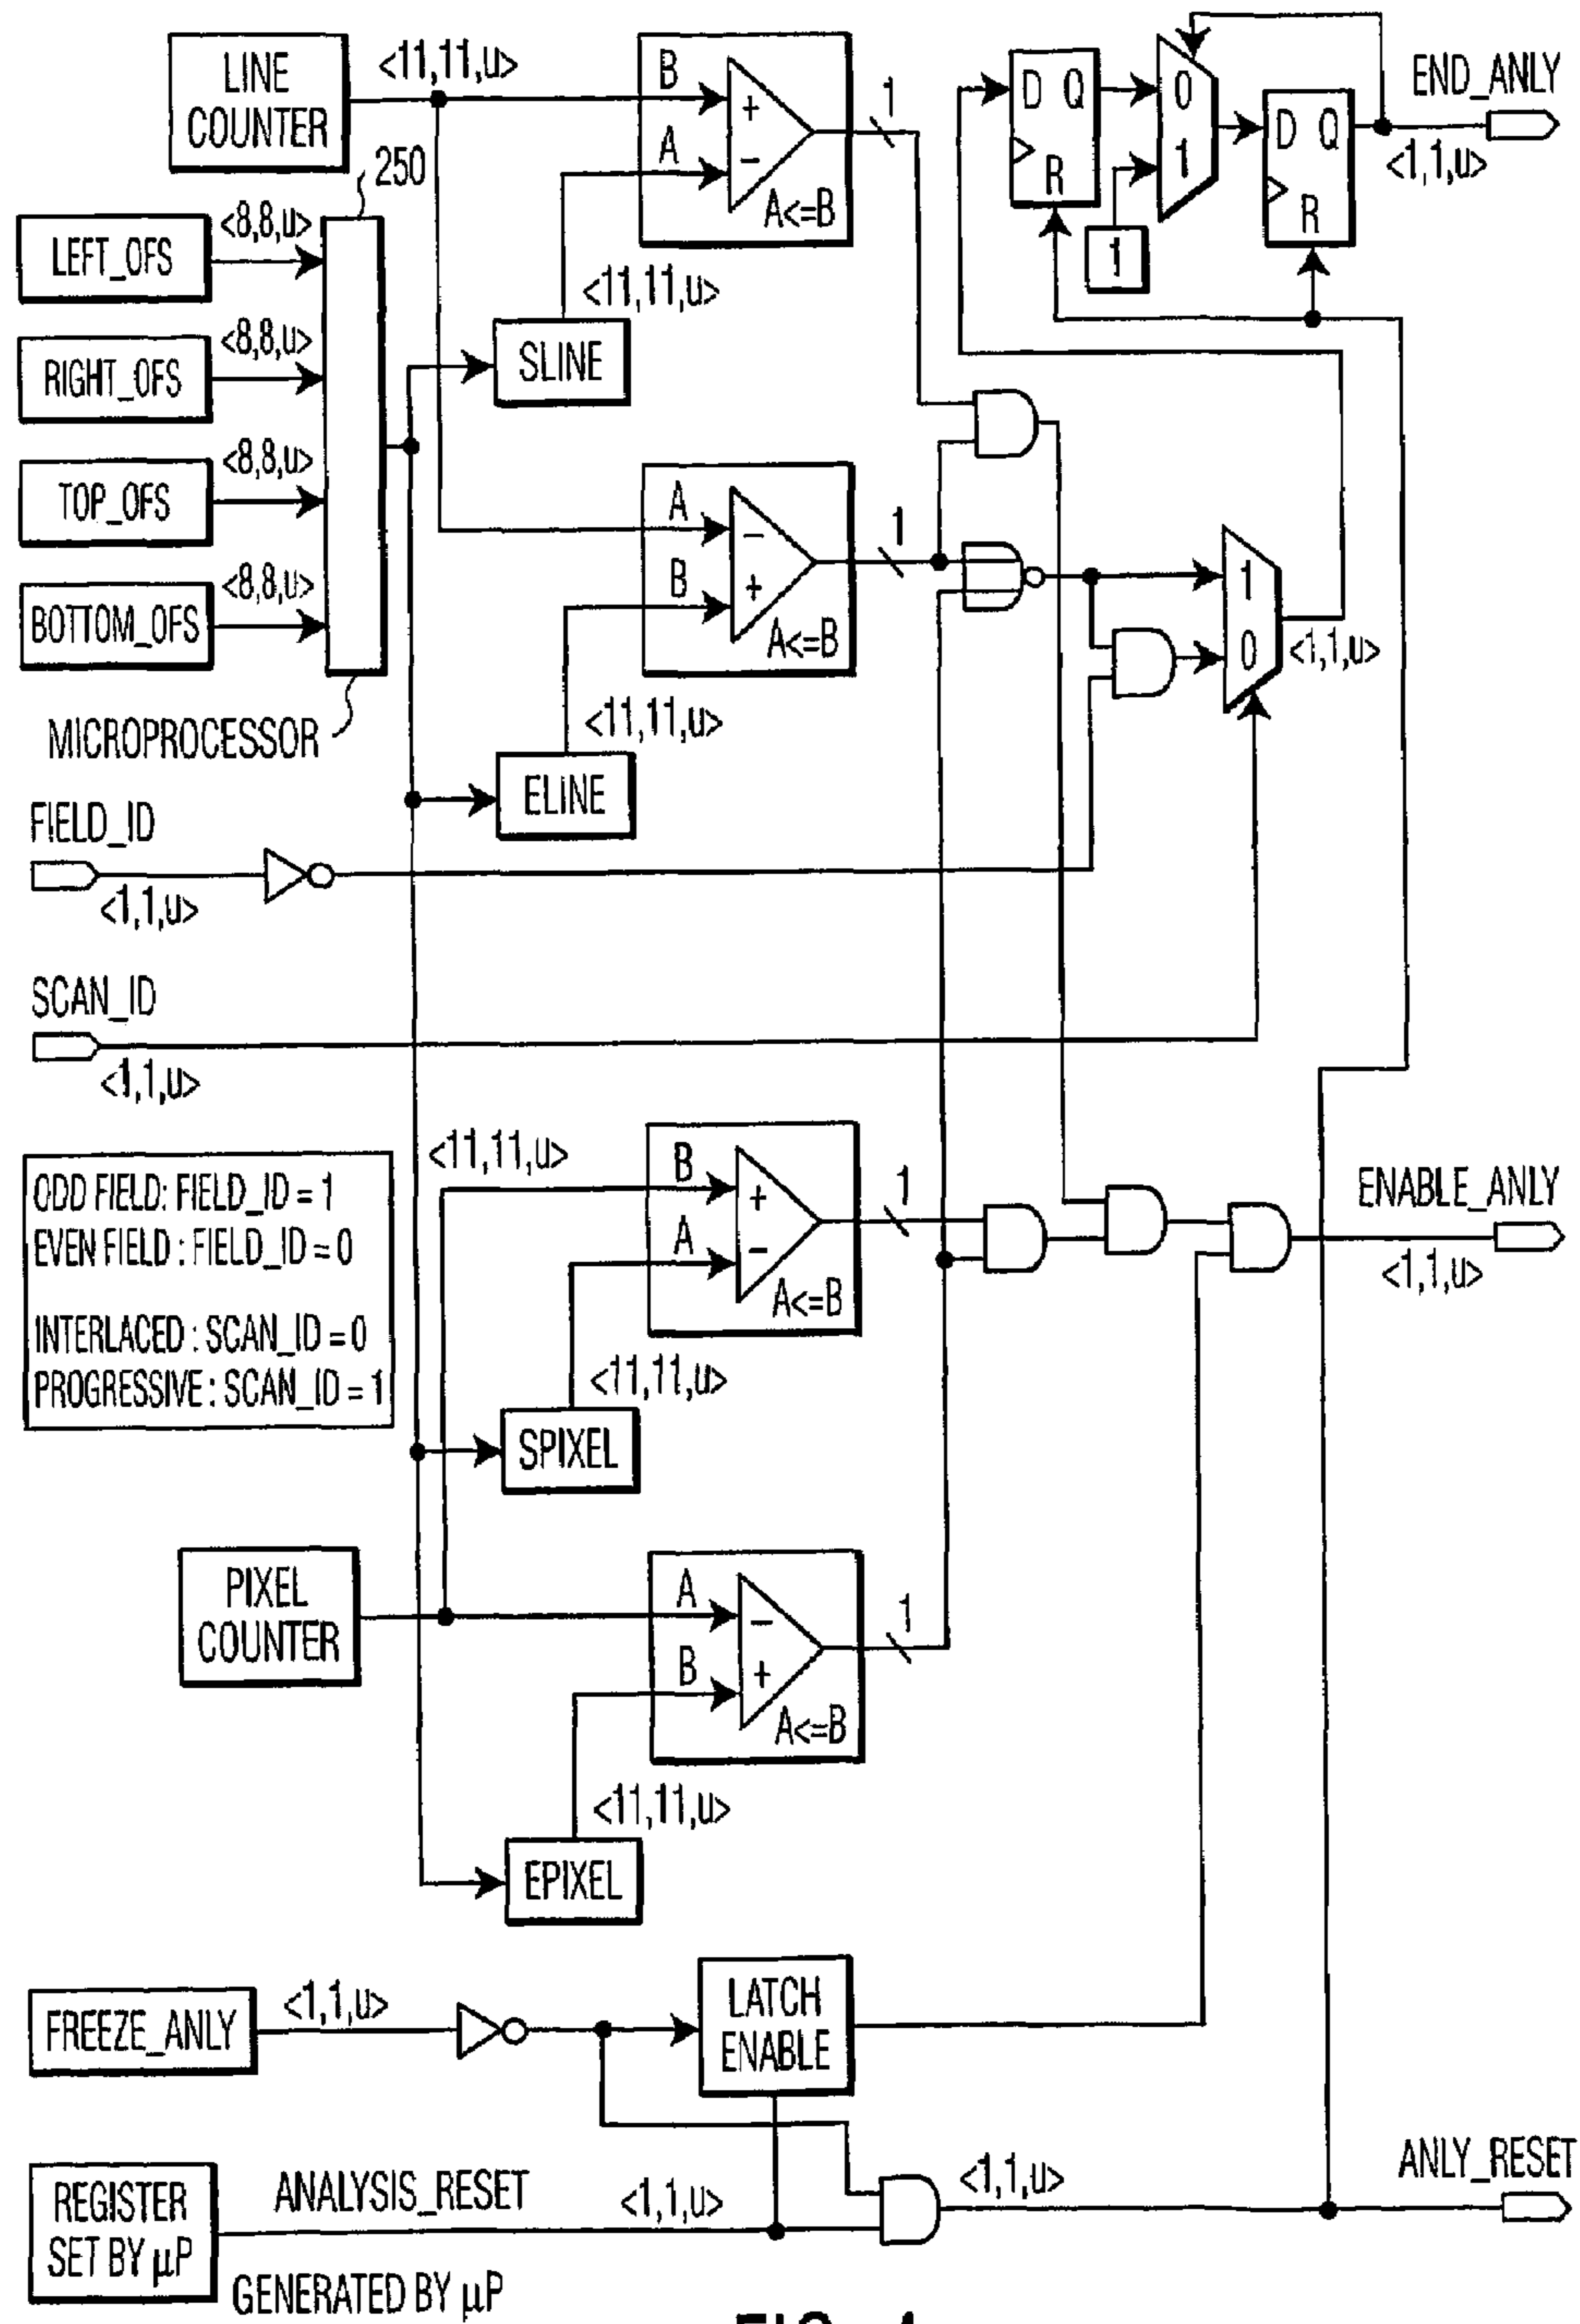 LINE
COUNTER
<11,11,u>
B
A
+
–
A<=B
1
D Q
R
0
1
1
D Q
R
END_ANLY
<1,1,u>
250
LEFT_OFS
<8,8,u>
RIGHT_OFS
<8,8,u>
TOP_OFS
<8,8,u>
BOTTOM_OFS
<8,8,u>
MICROPROCESSOR
<11,11,u>
SLINE
A
B
–
+
A<=B
1
1
0
<1,1,u>
<11,11,u>
ELINE
FIELD_ID
<1,1,u>
SCAN_ID
<1,1,u>
ODD FIELD: FIELD_ID = 1
EVEN FIELD : FIELD_ID = 0
INTERLACED : SCAN_ID = 0
PROGRESSIVE : SCAN_ID = 1
<11,11,u>
B
A
+
–
A<=B
1
ENABLE_ANLY
<1,1,u>
<11,11,u>
SPIXEL
PIXEL
COUNTER
A
B
–
+
A<=B
1
<11,11,u>
EPIXEL
FREEZE_ANLY
<1,1,u>
LATCH
ENABLE
REGISTER
SET BY µP
ANALYSIS_RESET
<1,1,u>
GENERATED BY µP
<1,1,u>
ANLY_RESET